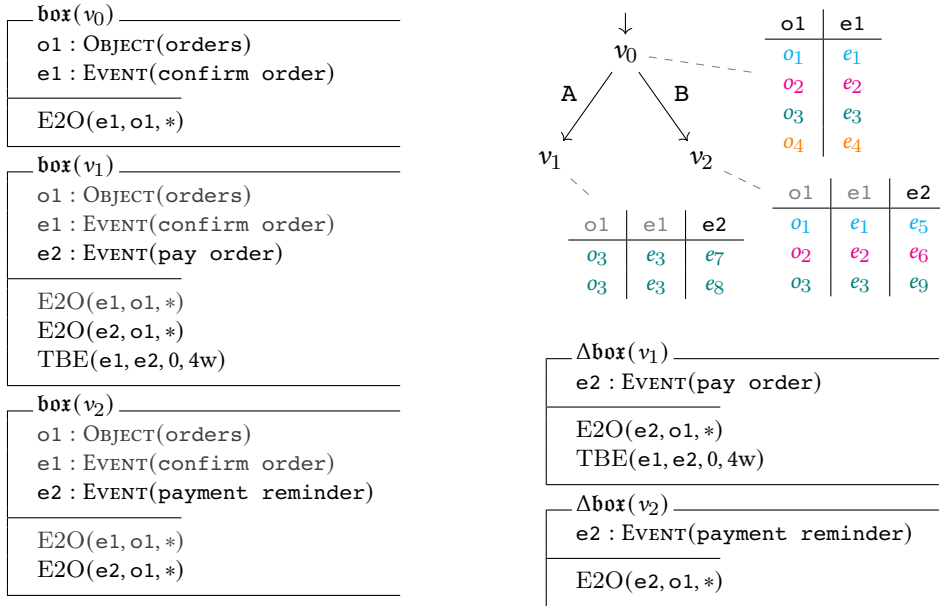 𝔟𝔬𝔵(v₀)
o1 : OBJECT(orders)
e1 : EVENT(confirm order)
E2O(e1, o1, *)
𝔟𝔬𝔵(v₁)
o1 : OBJECT(orders)
e1 : EVENT(confirm order)
e2 : EVENT(pay order)
E2O(e1, o1, *)
E2O(e2, o1, *)
TBE(e1, e2, 0, 4w)
𝔟𝔬𝔵(v₂)
o1 : OBJECT(orders)
e1 : EVENT(confirm order)
e2 : EVENT(payment reminder)
E2O(e1, o1, *)
E2O(e2, o1, *)
v₀
A B
v₁ v₂
o1 e1
o₁ e₁
o₂ e₂
o₃ e₃
o₄ e₄
o1 e1 e2
o₃ e₃ e₇
o₃ e₃ e₈
o1 e1 e2
o₁ e₁ e₅
o₂ e₂ e₆
o₃ e₃ e₉
Δ𝔟𝔬𝔵(v₁)
e2 : EVENT(pay order)
E2O(e2, o1, *)
TBE(e1, e2, 0, 4w)
Δ𝔟𝔬𝔵(v₂)
e2 : EVENT(payment reminder)
E2O(e2, o1, *)